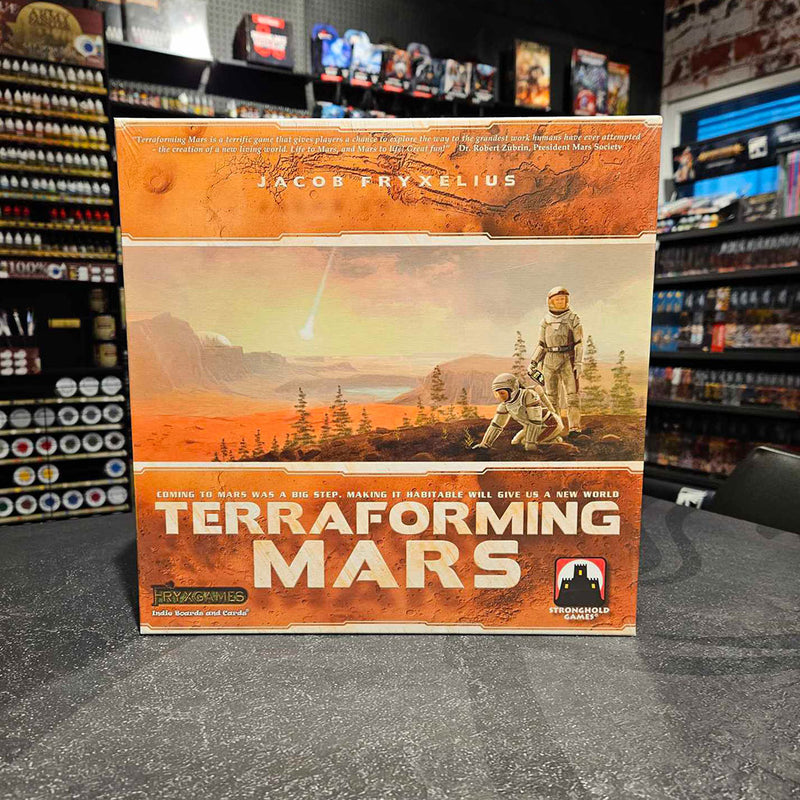 "Terraforming Mars is a terrific game that gives players a chance to explore the way to the grandest work humans have ever attempted
- the creation of a new living world. Life to Mars, and Mars to life! Great fun!" Dr. Robert Zubrin, President Mars Society
JACOB FRYXELIUS
COMING TO MARS WAS A BIG STEP. MAKING IT HABITABLE WILL GIVE US A NEW WORLD
TERRAFORMING
MARS
FRYXGAMES
Indie Boards and Cards
STRONGHOLD
GAMES®
100%